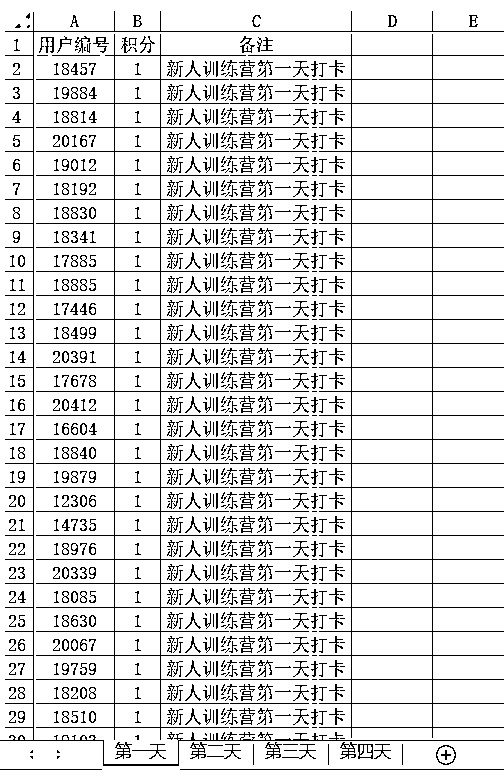 A B C D E
1 用户编号 积分 备注
2 18457 1 新人训练营第一天打卡
3 19884 1 新人训练营第一天打卡
4 18814 1 新人训练营第一天打卡
5 20167 1 新人训练营第一天打卡
6 19012 1 新人训练营第一天打卡
7 18192 1 新人训练营第一天打卡
8 18830 1 新人训练营第一天打卡
9 18341 1 新人训练营第一天打卡
10 17885 1 新人训练营第一天打卡
11 18885 1 新人训练营第一天打卡
12 17446 1 新人训练营第一天打卡
13 18499 1 新人训练营第一天打卡
14 20391 1 新人训练营第一天打卡
15 17678 1 新人训练营第一天打卡
16 20412 1 新人训练营第一天打卡
17 16604 1 新人训练营第一天打卡
18 18840 1 新人训练营第一天打卡
19 19879 1 新人训练营第一天打卡
20 12306 1 新人训练营第一天打卡
21 14735 1 新人训练营第一天打卡
22 18976 1 新人训练营第一天打卡
23 20339 1 新人训练营第一天打卡
24 18085 1 新人训练营第一天打卡
25 18630 1 新人训练营第一天打卡
26 20067 1 新人训练营第一天打卡
27 19759 1 新人训练营第一天打卡
28 18208 1 新人训练营第一天打卡
29 18510 1 新人训练营第一天打卡
第一天 第二天 第三天 第四天